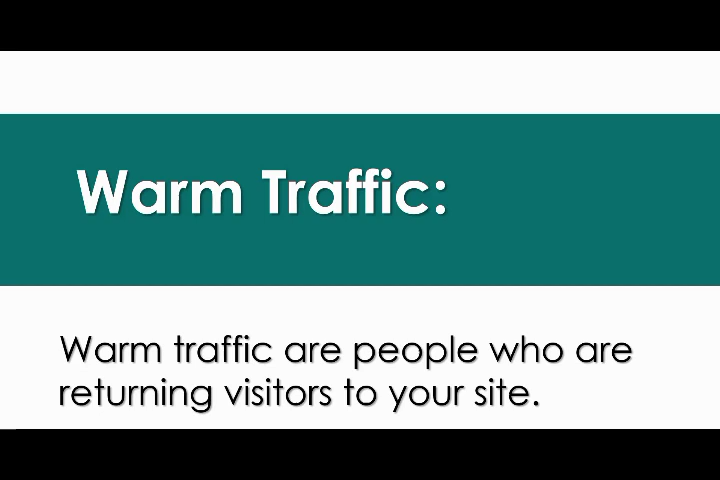 Warm Traffic:
Warm traffic are people who are
returning visitors to your site.